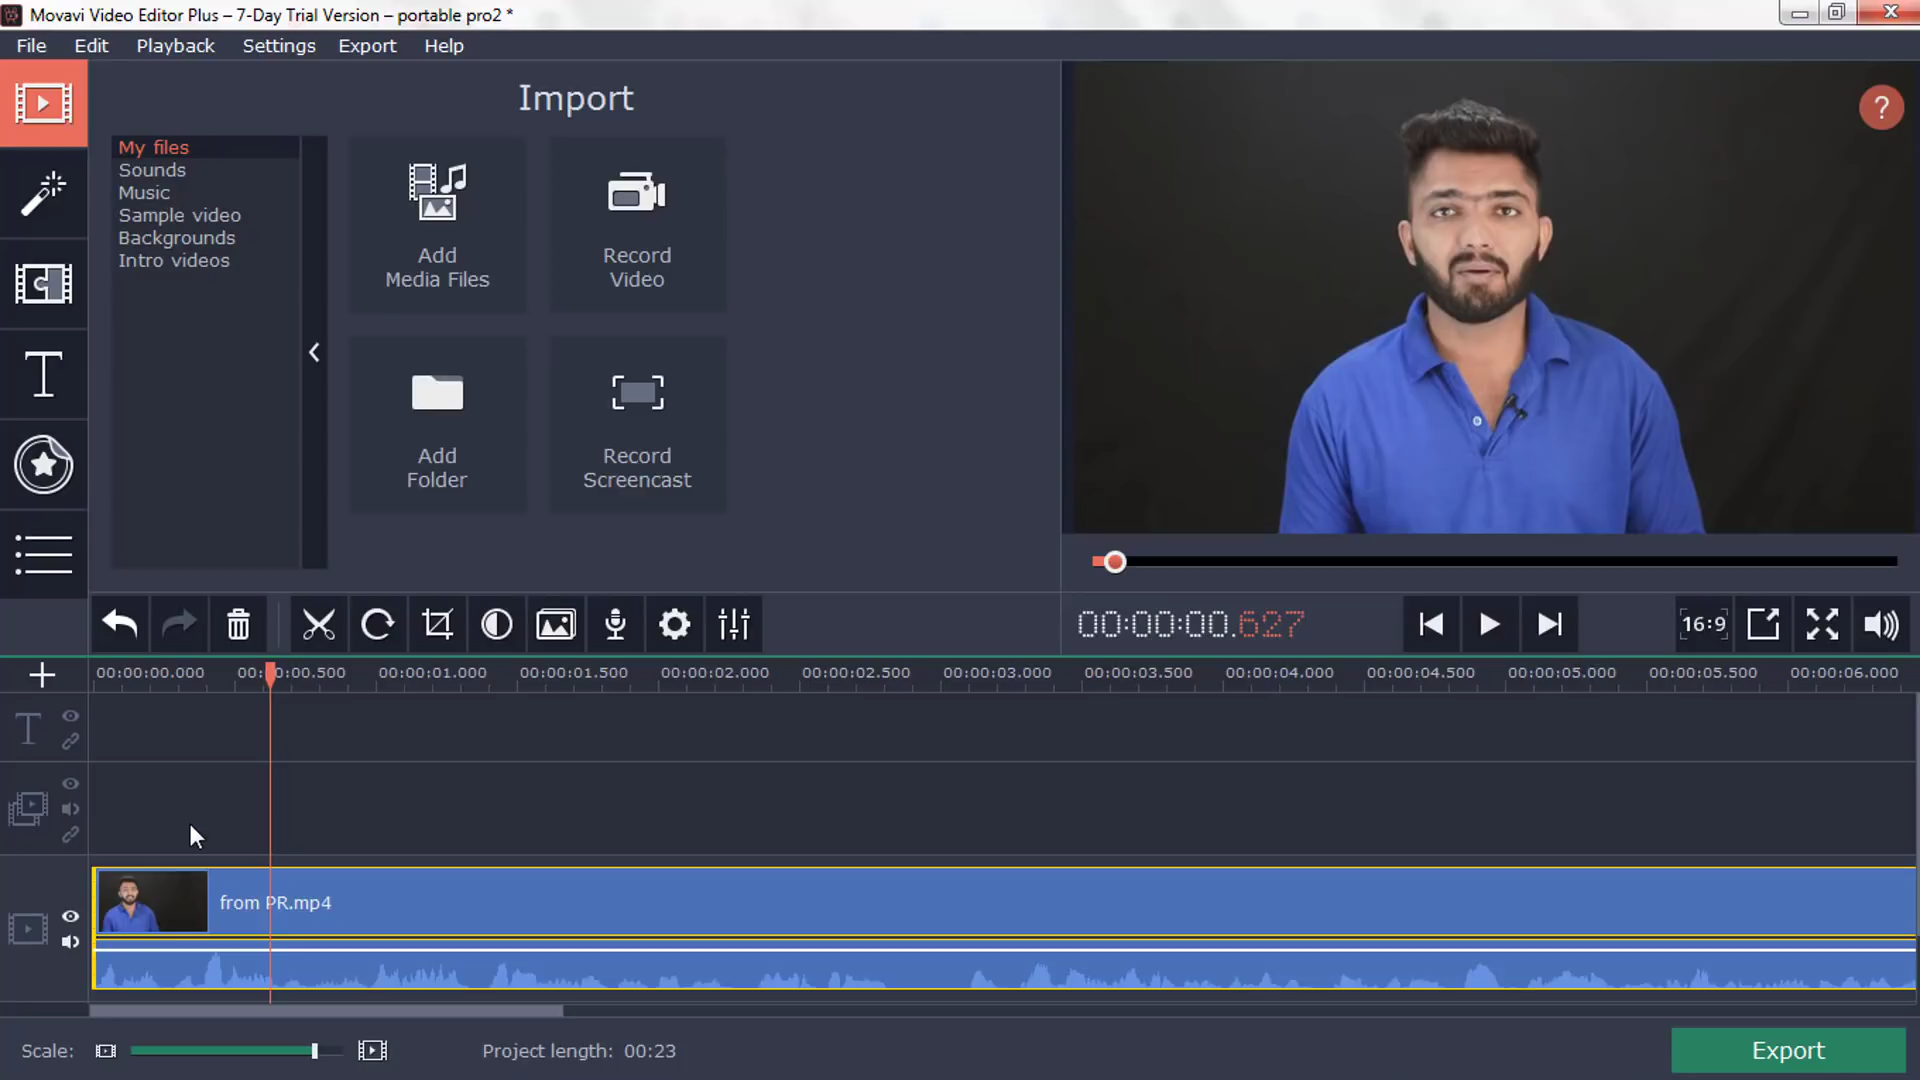 Movavi Video Editor Plus – 7-Day Trial Version – portable pro2 *
File Edit Playback Settings Export Help
Import
My files
Sounds
Music
Sample video
Backgrounds
Intro videos
Add
Media Files
Record
Video
Add
Folder
Record
Screencast
?
00:00:00.627
16:9
00:00:00.000 00:00:00.500 00:00:01.000 00:00:01.500 00:00:02.000 00:00:02.500 00:00:03.000 00:00:03.500 00:00:04.000 00:00:04.500 00:00:05.000 00:00:05.500 00:00:06.000
from PR.mp4
Scale:
Project length: 00:23
Export